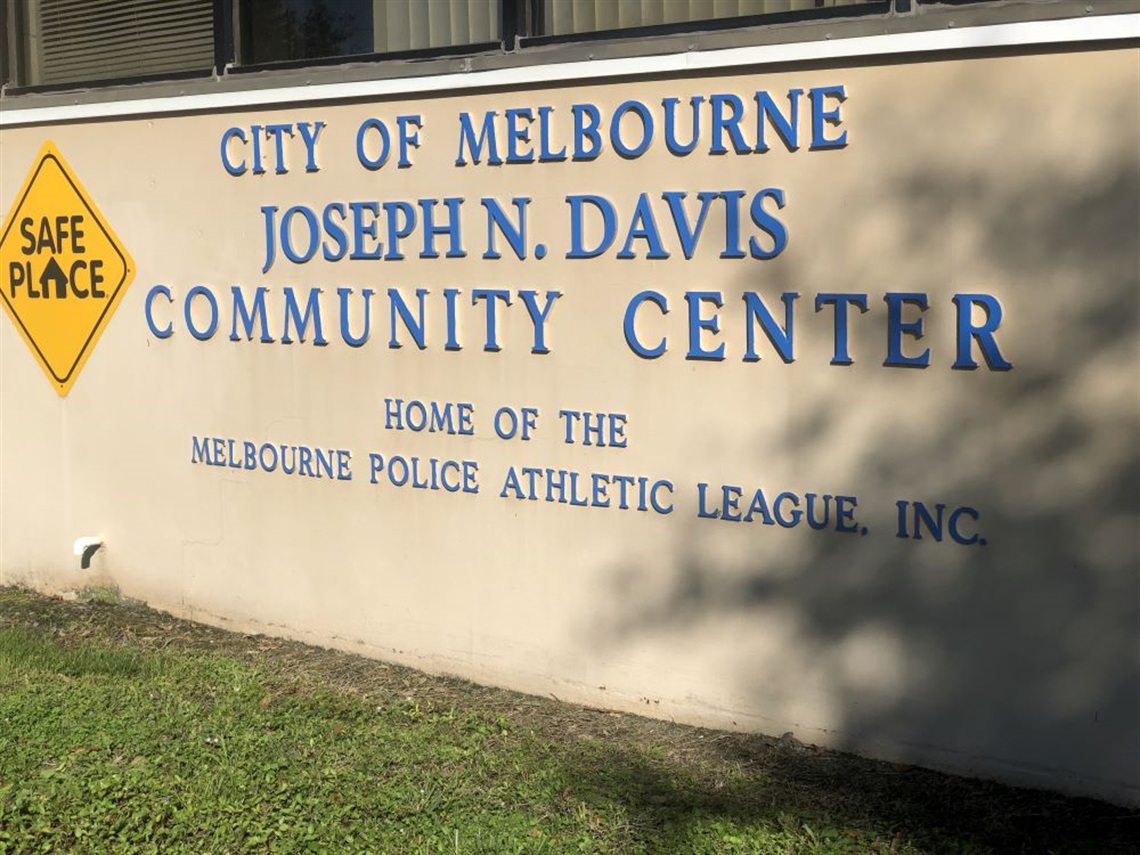 SAFE
PLACE
CITY OF MELBOURNE
JOSEPH N. DAVIS
COMMUNITY CENTER
HOME OF THE
MELBOURNE POLICE ATHLETIC LEAGUE, INC.